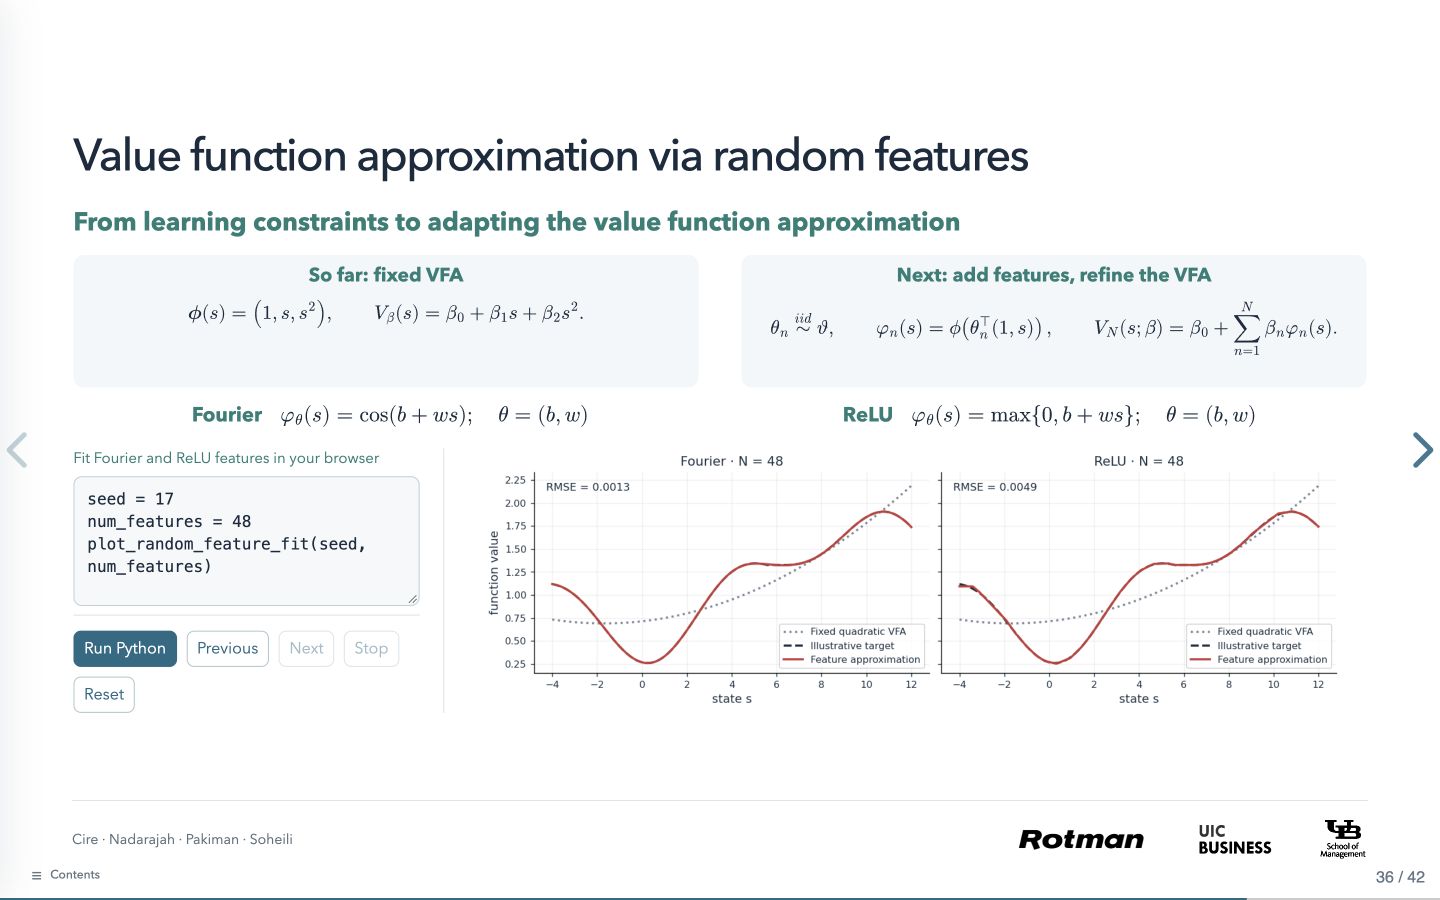 Value function approximation via random features
From learning constraints to adapting the value function approximation
So far: fixed VFA
ϕ(s) = (1, s, s²),  V_β(s) = β₀ + β₁s + β₂s².
Next: add features, refine the VFA
θₙ iid ∼ ϑ,  φₙ(s) = ϕ(θₙ^⊤(1, s)),  V_N(s; β) = β₀ + ∑_{n=1}^{N} βₙφₙ(s).
Fourier φ_θ(s) = cos(b + ws); θ = (b, w)
ReLU φ_θ(s) = max{0, b + ws}; θ = (b, w)
Fit Fourier and ReLU features in your browser
seed = 17
num_features = 48
plot_random_feature_fit(seed,
num_features)
Run Python
Previous
Next
Stop
Reset
Fourier · N = 48
RMSE = 0.0013
function value
2.25
2.00
1.75
1.50
1.25
1.00
0.75
0.50
0.25
Fixed quadratic VFA
Illustrative target
Feature approximation
−4 −2 0 2 4 6 8 10 12
state s
ReLU · N = 48
RMSE = 0.0049
Fixed quadratic VFA
Illustrative target
Feature approximation
−4 −2 0 2 4 6 8 10 12
state s
Cire · Nadarajah · Pakiman · Soheili
Rotman
UIC
BUSINESS
UB
School of
Management
≡ Contents
36 / 42